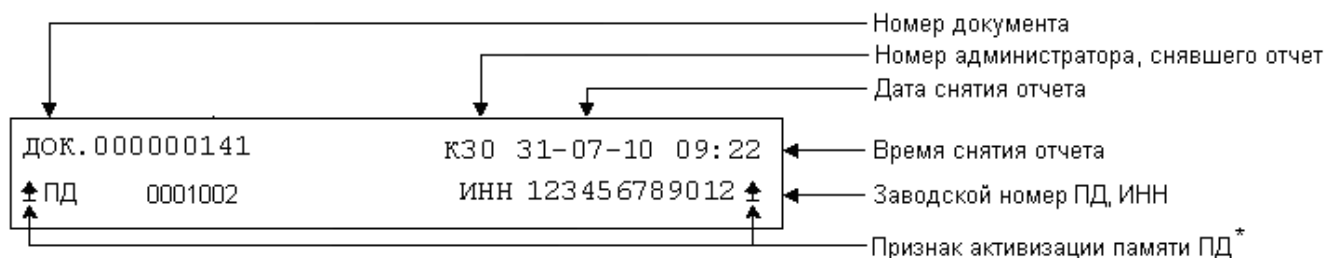 Номер документа
Номер администратора, снявшего отчет
Дата снятия отчета
ДОК.000000141 К30 31-07-10 09:22
Время снятия отчета
ПД 0001002 ИНН 123456789012
Заводской номер ПД, ИНН
Признак активизации памяти ПД*